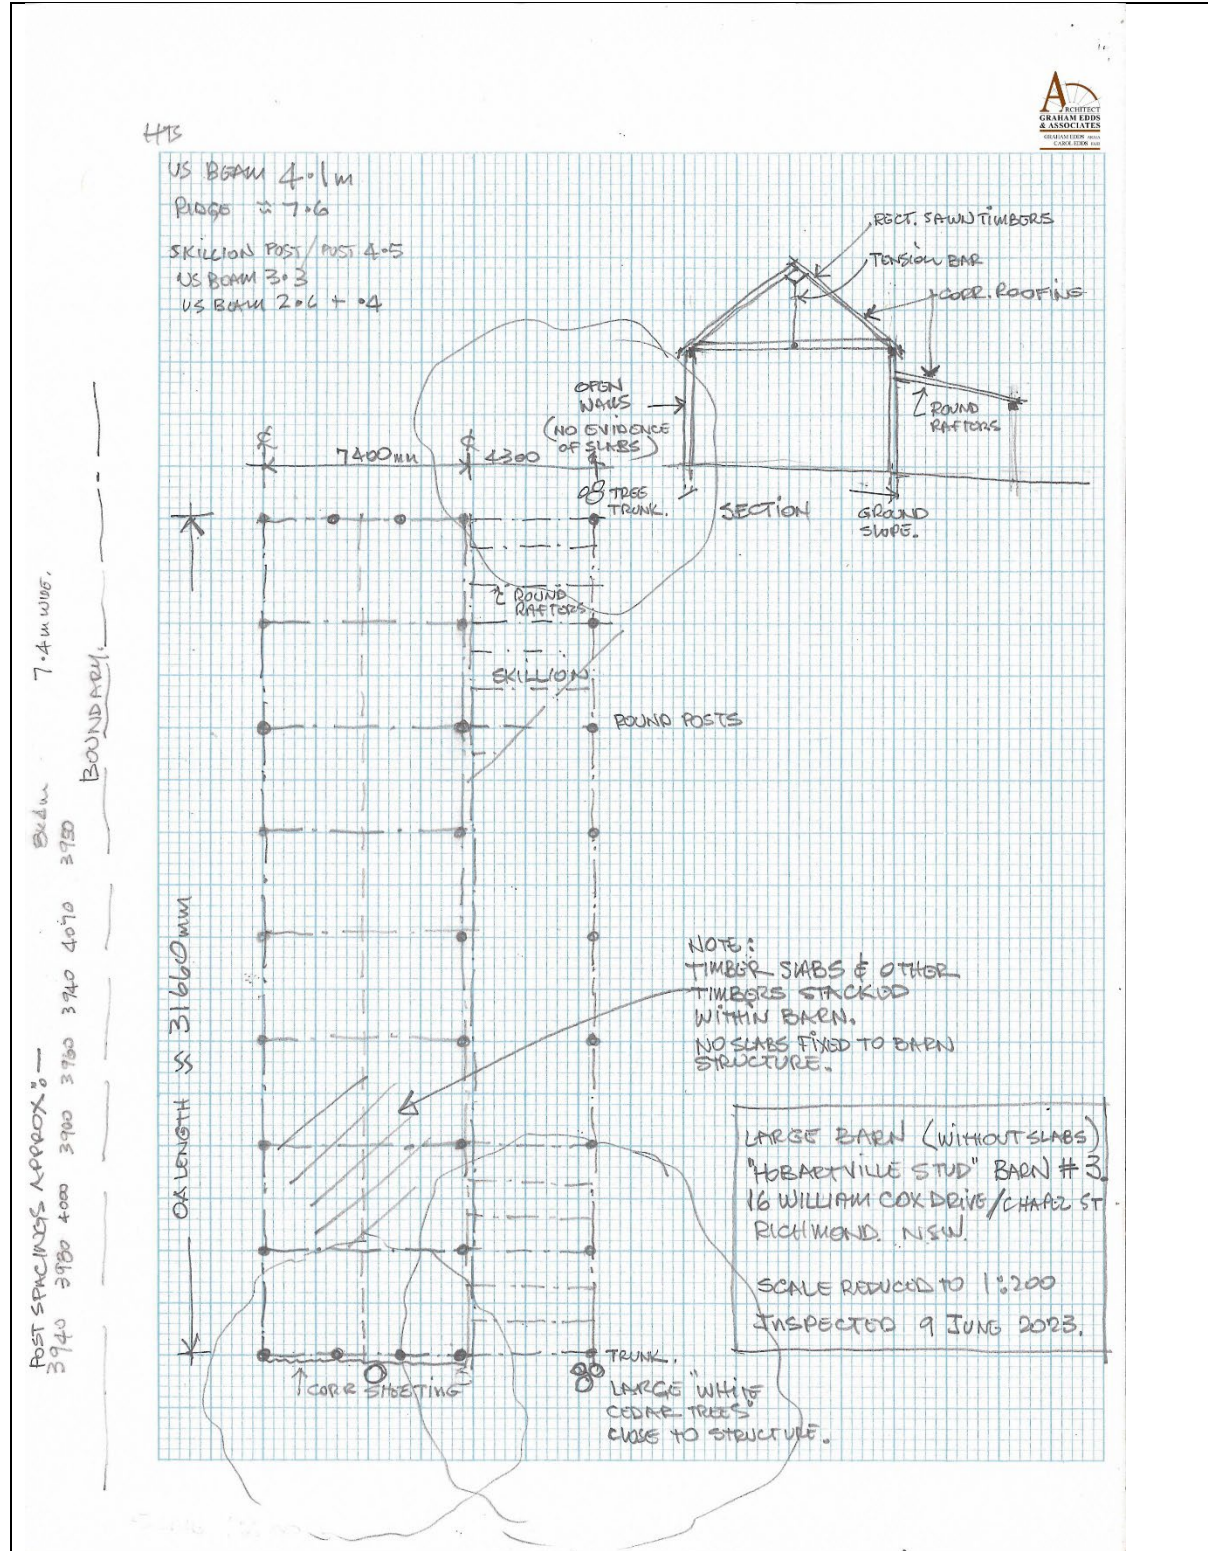 ARCHITECT
GRAHAM EDDS
& ASSOCIATES
HTS
US BEAM 4.1m
RIDGE ≈ 7.6
SKILLION POST/POST 4.5
US BEAM 3.3
US BEAM 2.6 + .4
RECT. SAWN TIMBERS
TENSION BAR
CORR. ROOFING
OPEN
WALLS
(NO EVIDENCE
OF SLABS)
ROUND
RAFTERS
7400mm
4300
TREE
TRUNK.
SECTION
GROUND
SLOPE.
ROUND
RAFTERS
SKILLION
ROUND POSTS
7.4m WIDE.
BOUNDARY.
POST SPACINGS APPROX:—
3940 3980 4000 3900 3960 3940 4040 3950
OA LENGTH ≈ 31660mm
NOTE:
TIMBER SLABS & OTHER
TIMBERS STACKED
WITHIN BARN.
NO SLABS FIXED TO BARN
STRUCTURE.
LARGE BARN (WITHOUT SLABS)
"HOBARTVILLE STUD" BARN #3.
16 WILLIAM COX DRIVE/CHAPEL ST
RICHMOND. NSW.
SCALE REDUCED TO 1:200
INSPECTED 9 JUNE 2023.
CORR SHEETING
TRUNK.
LARGE "WHITE
CEDAR TREES"
CLOSE TO STRUCTURE.